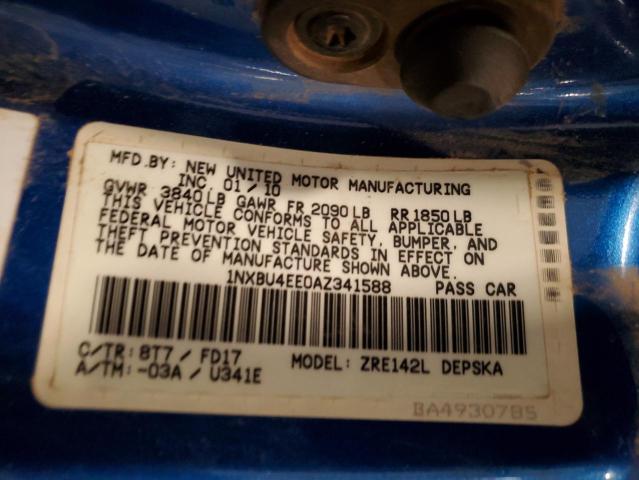 MFD.BY: NEW UNITED MOTOR MANUFACTURING
INC 01/10
GVWR 3840LB GAWR FR 2090LB RR1850LB
THIS VEHICLE CONFORMS TO ALL APPLICABLE
FEDERAL MOTOR VEHICLE SAFETY, BUMPER, AND
THEFT PREVENTION STANDARDS IN EFFECT ON
THE DATE OF MANUFACTURE SHOWN ABOVE.
1NXBU4EE0AZ341588 PASS CAR
C/TR: 8T7 / FD17 MODEL: ZRE142L DEPSKA
A/TM: -03A / U341E
BA4930785